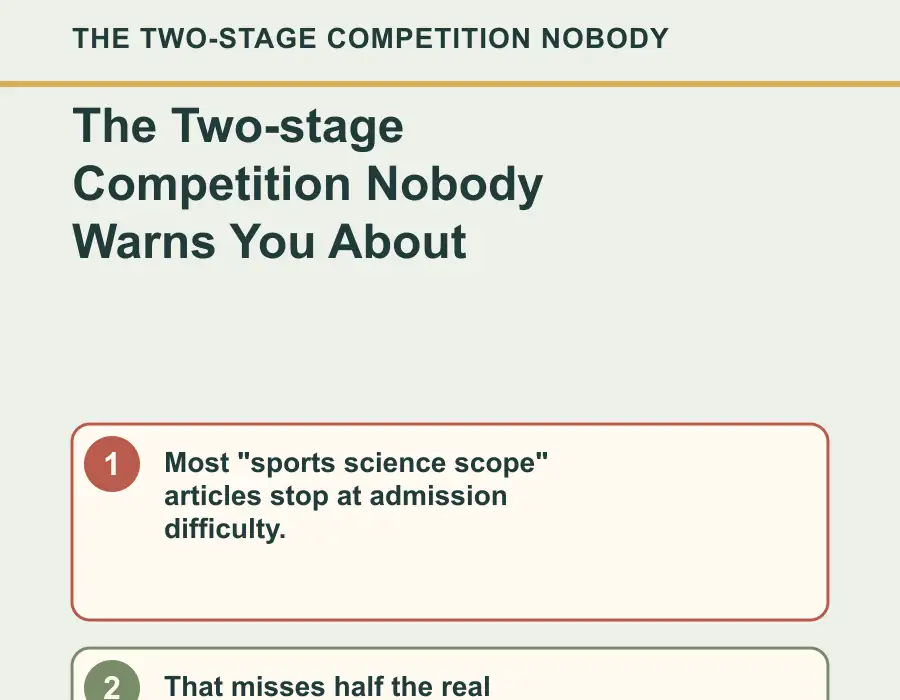 THE TWO-STAGE COMPETITION NOBODY
The Two-stage
Competition Nobody
Warns You About
1
Most "sports science scope"
articles stop at admission
difficulty.
2
That misses half the real